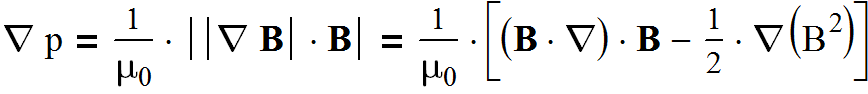 ∇ p = 1/μ₀ · | |∇ B| · B| = 1/μ₀ · [(B · ∇) · B − 1/2 · ∇(B²)]